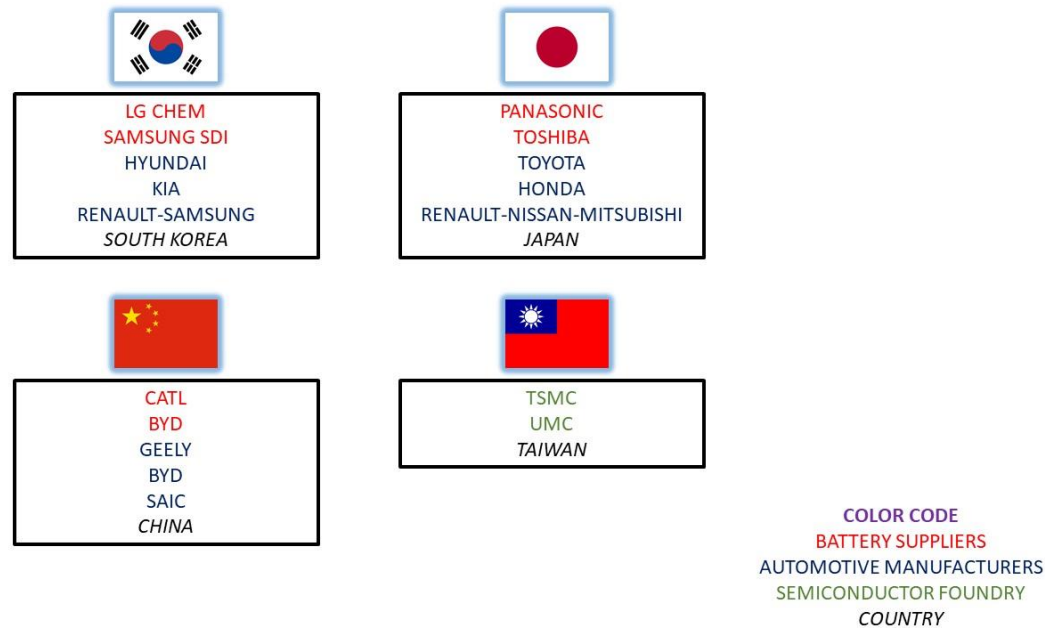 LG CHEM
SAMSUNG SDI
HYUNDAI
KIA
RENAULT-SAMSUNG
SOUTH KOREA
PANASONIC
TOSHIBA
TOYOTA
HONDA
RENAULT-NISSAN-MITSUBISHI
JAPAN
CATL
BYD
GEELY
BYD
SAIC
CHINA
TSMC
UMC
TAIWAN
COLOR CODE
BATTERY SUPPLIERS
AUTOMOTIVE MANUFACTURERS
SEMICONDUCTOR FOUNDRY
COUNTRY